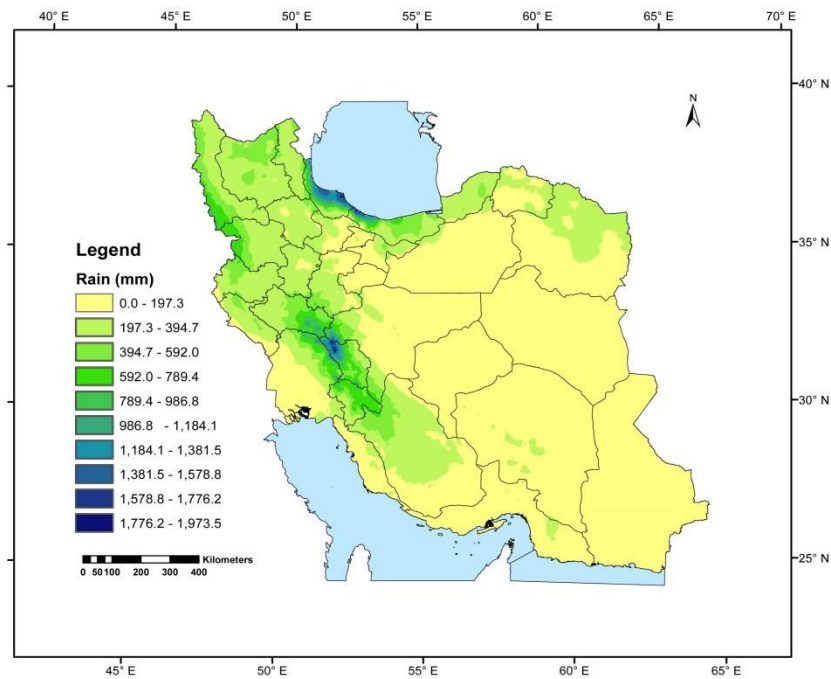 40° E 45° E 50° E 55° E 60° E 65° E 70° E
40° N
N
35° N
Legend
Rain (mm)
0.0 - 197.3
197.3 - 394.7
394.7 - 592.0
592.0 - 789.4
789.4 - 986.8
986.8 - 1,184.1
1,184.1 - 1,381.5
1,381.5 - 1,578.8
1,578.8 - 1,776.2
1,776.2 - 1,973.5
30° N
Kilometers
0 50 100 200 300 400
25° N
45° E 50° E 55° E 60° E 65° E